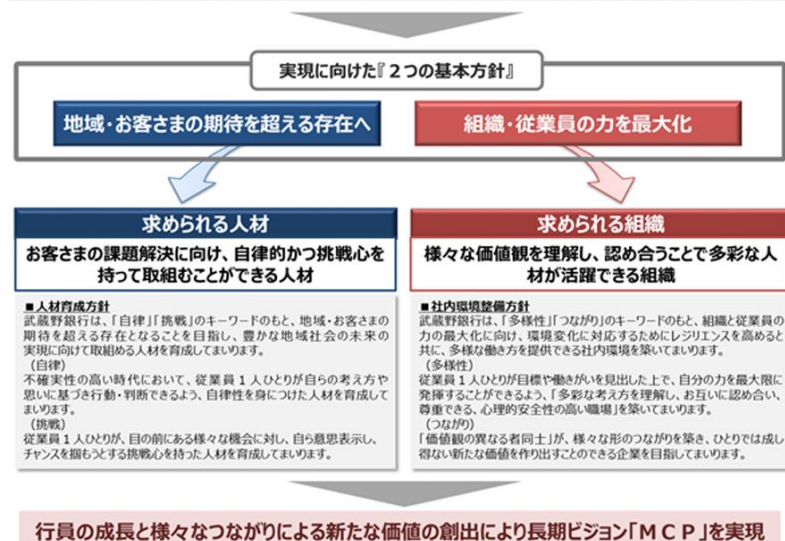 実現に向けた『２つの基本方針』
地域・お客さまの期待を超える存在へ
組織・従業員の力を最大化
求められる人材
お客さまの課題解決に向け、自律的かつ挑戦心を
持って取組むことができる人材
■人材育成方針
武蔵野銀行は、「自律」「挑戦」のキーワードのもと、地域・お客さまの
期待を超える存在となることを目指し、豊かな地域社会の未来の
実現に向けて取組める人材を育成してまいります。
（自律）
不確実性の高い時代において、従業員１人ひとりが自らの考え方や
思いに基づき行動・判断できるよう、自律性を身につけた人材を育成して
まいります。
（挑戦）
従業員１人ひとりが、目の前にある様々な機会に対し、自ら意思表示し、
チャンスを掴もうとする挑戦心を持った人材を育成してまいります。
求められる組織
様々な価値観を理解し、認め合うことで多彩な人
材が活躍できる組織
■社内環境整備方針
武蔵野銀行は、「多様性」「つながり」のキーワードのもと、組織と従業員の
力の最大化に向け、環境変化に対応するためにレジリエンスを高めると
共に、多様な働き方を提供できる社内環境を築いてまいります。
（多様性）
従業員１人ひとりが目標や働きがいを見出した上で、自分の力を最大限に
発揮することができるよう、「多彩な考え方を理解し、お互いに認め合い、
尊重できる、心理的安全性の高い職場」を築いてまいります。
（つながり）
「価値観の異なる者同士」が、様々な形のつながりを築き、ひとりでは成し
得ない新たな価値を作り出すことのできる企業を目指してまいります。
行員の成長と様々なつながりによる新たな価値の創出により長期ビジョン「ＭＣＰ」を実現